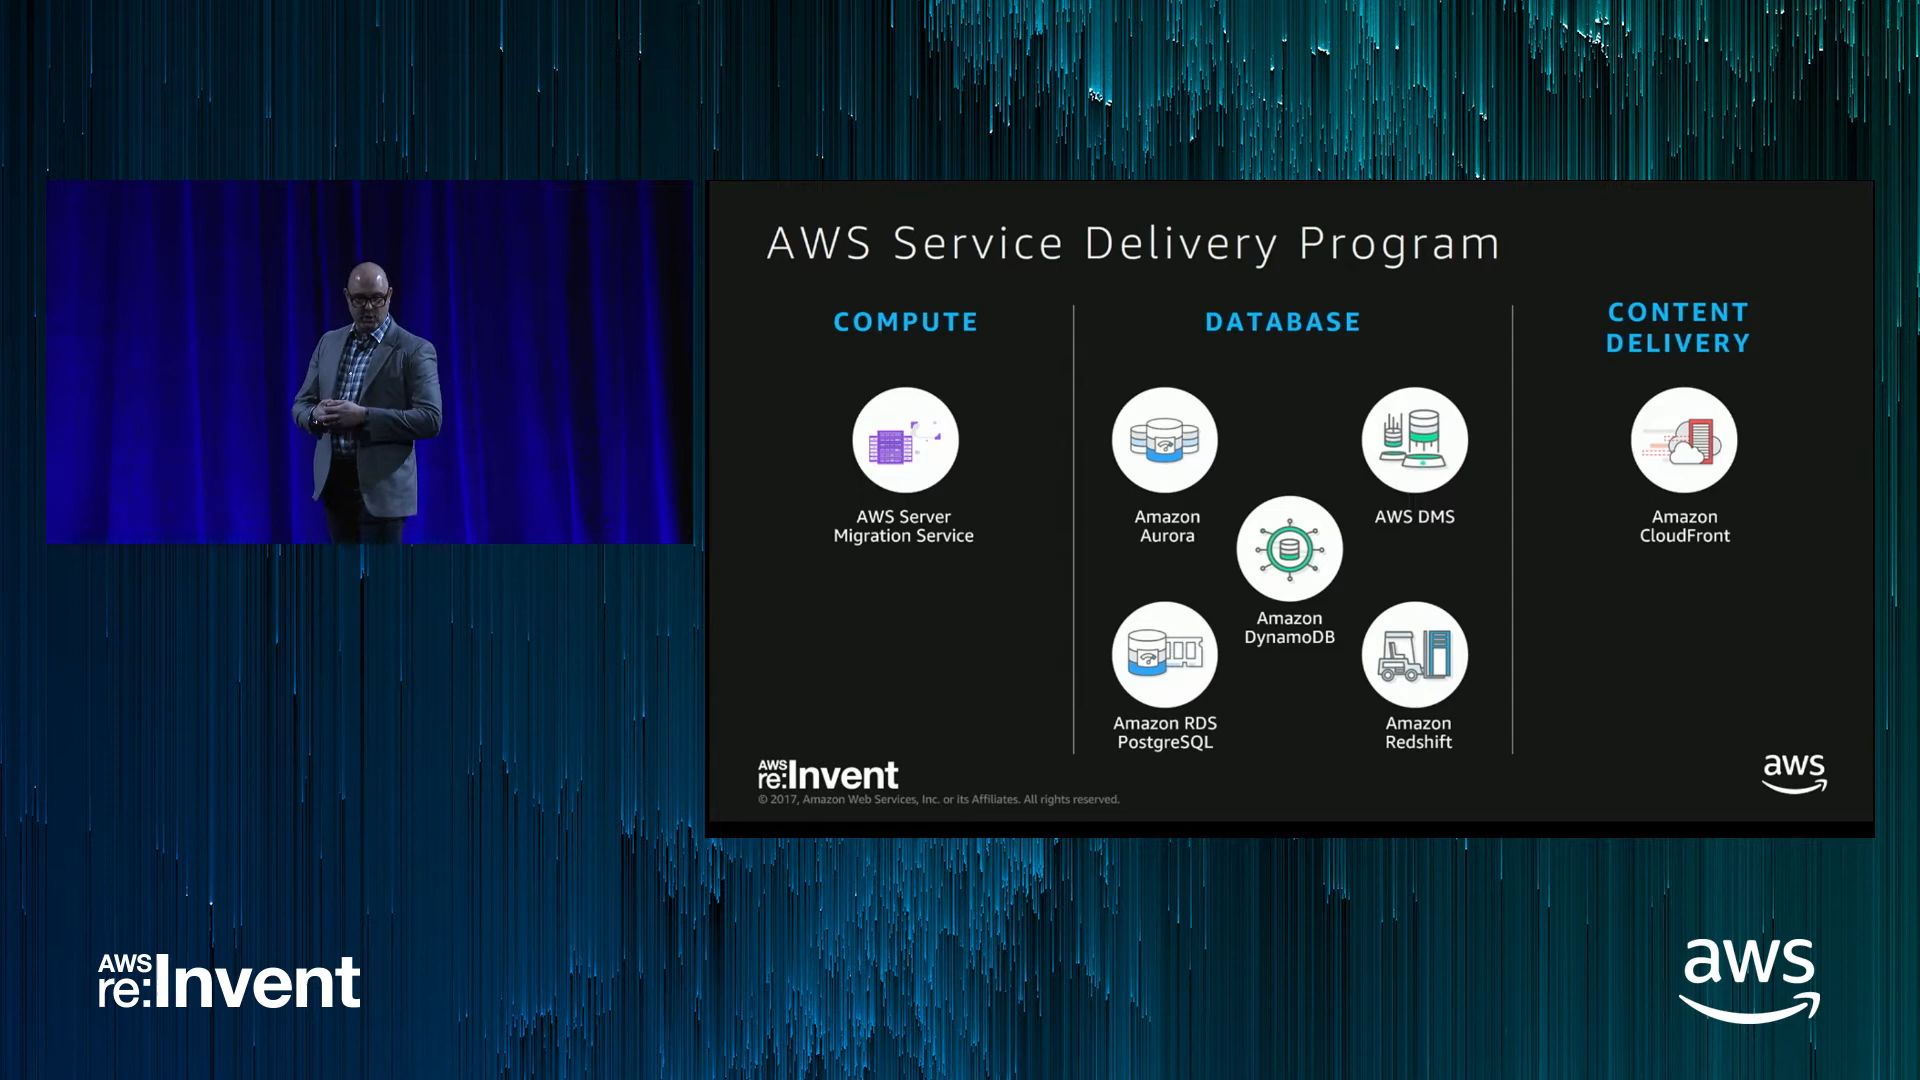 AWS Service Delivery Program
COMPUTE
AWS Server
Migration Service
DATABASE
Amazon
Aurora
AWS DMS
Amazon
DynamoDB
Amazon RDS
PostgreSQL
Amazon
Redshift
CONTENT
DELIVERY
Amazon
CloudFront
AWS
re:Invent
© 2017, Amazon Web Services, Inc. or its Affiliates. All rights reserved.
aws
AWS
re:Invent
aws